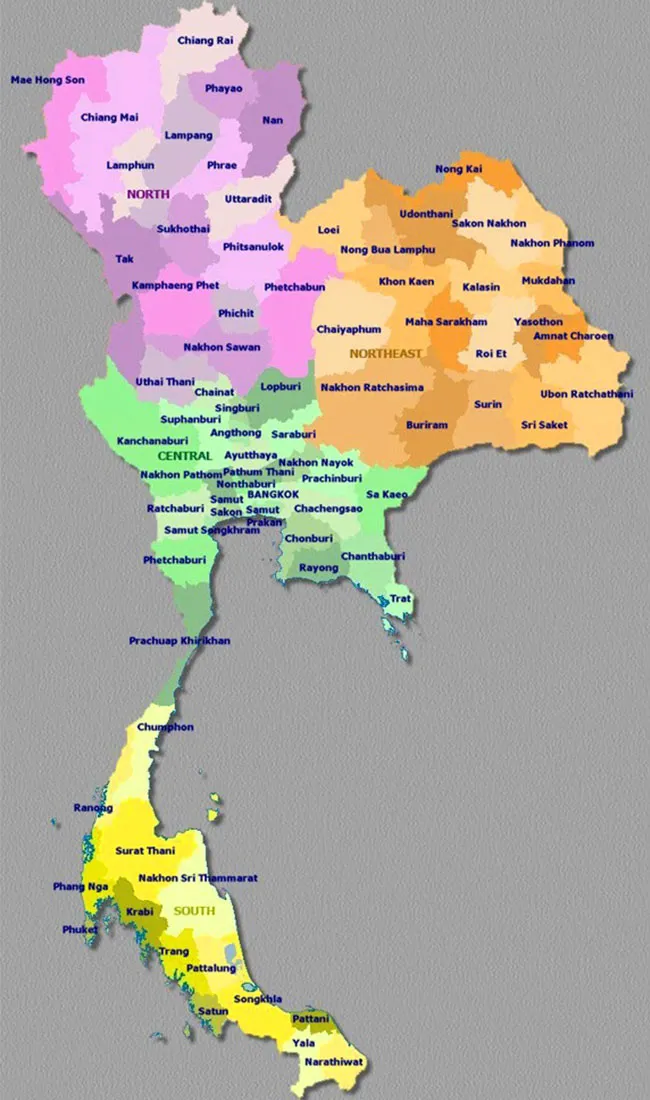 Chiang Rai
Mae Hong Son
Phayao
Chiang Mai
Nan
Lampang
Lamphun
Phrae
NORTH
Uttaradit
Sukhothai
Phitsanulok
Tak
Kamphaeng Phet
Phetchabun
Phichit
Nakhon Sawan
Uthai Thani
Nong Kai
Udonthani
Loei
Sakon Nakhon
Nong Bua Lamphu
Nakhon Phanom
Khon Kaen
Kalasin
Mukdahan
Chaiyaphum
Maha Sarakham
Yasothon
Amnat Charoen
NORTHEAST
Roi Et
Nakhon Ratchasima
Ubon Ratchathani
Surin
Buriram
Sri Saket
Chainat
Lopburi
Singburi
Suphanburi
Angthong
Saraburi
Kanchanaburi
CENTRAL
Ayutthaya
Nakhon Nayok
Nakhon Pathom
Pathum Thani
Prachinburi
Nonthaburi
Sa Kaeo
Samut
Sakon
BANGKOK
Ratchaburi
Samut
Prakan
Chachengsao
Samut Songkhram
Chonburi
Phetchaburi
Chanthaburi
Rayong
Trat
Prachuap Khirikhan
Chumphon
Ranong
Surat Thani
Nakhon Sri Thammarat
Phang Nga
Krabi
SOUTH
Phuket
Trang
Pattalung
Songkhla
Satun
Pattani
Yala
Narathiwat